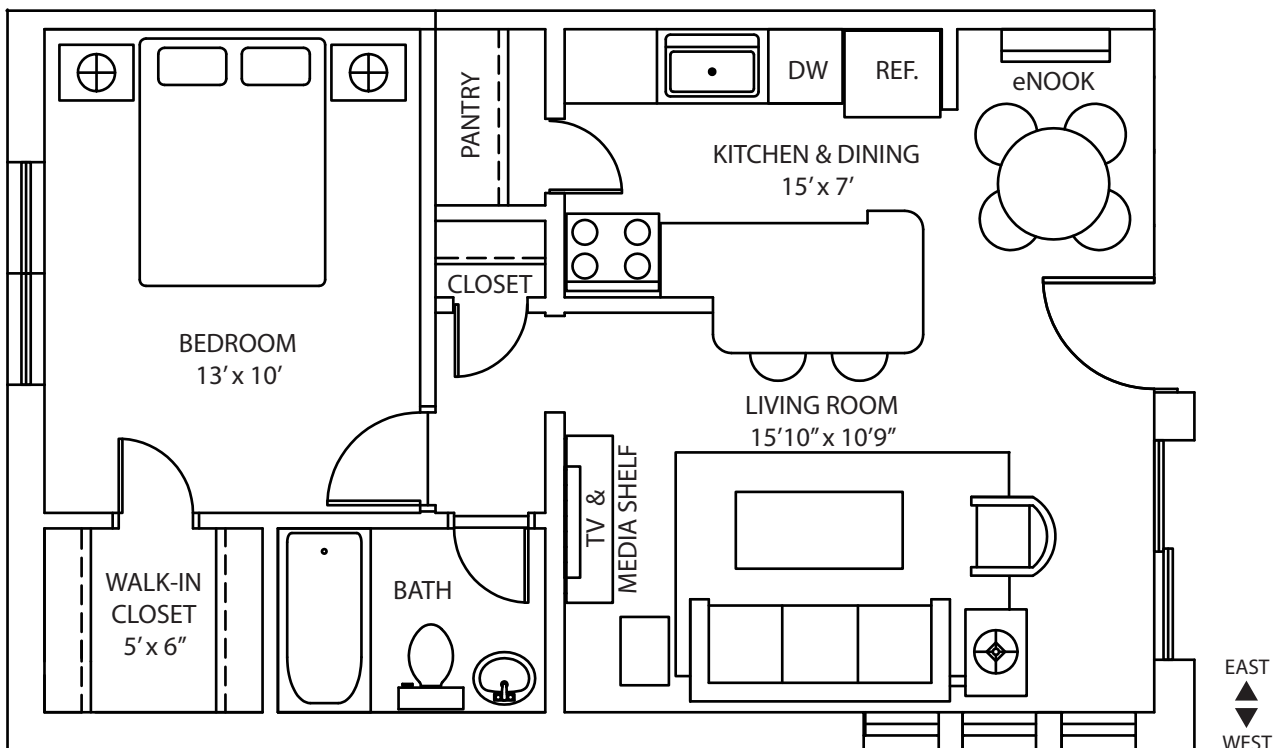 PANTRY
DW
REF.
eNOOK
KITCHEN & DINING
15’ x 7’
CLOSET
BEDROOM
13’ x 10’
LIVING ROOM
15’10” x 10’9”
TV &
MEDIA SHELF
WALK-IN
CLOSET
5’ x 6”
BATH
EAST
WEST